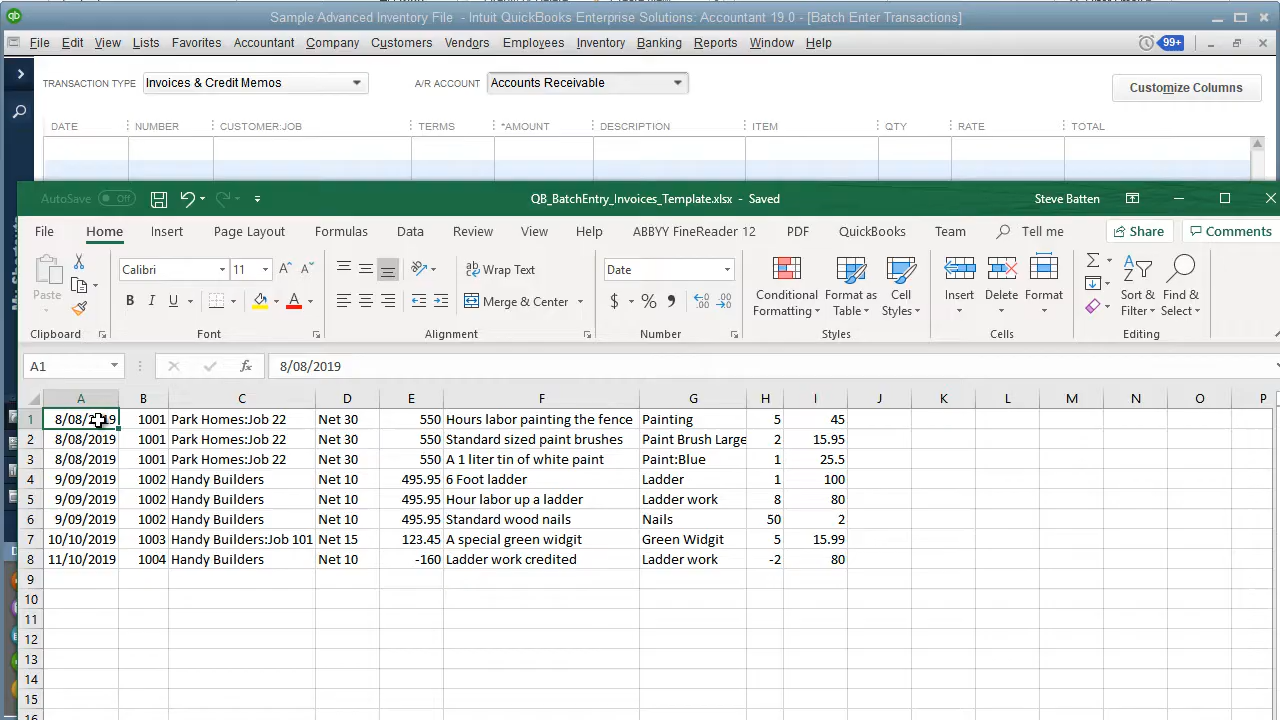 Sample Advanced Inventory File - Intuit QuickBooks Enterprise Solutions: Accountant 19.0 - [Batch Enter Transactions]
File Edit View Lists Favorites Accountant Company Customers Vendors Employees Inventory Banking Reports Window Help 99+
TRANSACTION TYPE Invoices & Credit Memos A/R ACCOUNT Accounts Receivable Customize Columns
DATE NUMBER CUSTOMER:JOB TERMS *AMOUNT DESCRIPTION ITEM QTY RATE TOTAL
AutoSave Off QB_BatchEntry_Invoices_Template.xlsx - Saved Steve Batten
File Home Insert Page Layout Formulas Data Review View Help ABBYY FineReader 12 PDF QuickBooks Team Tell me Share Comments
Paste Calibri 11 Wrap Text Date Conditional Formatting Format as Table Cell Styles Insert Delete Format Sort & Filter Find & Select
B I U A Merge & Center $ %
Clipboard Font Alignment Number Styles Cells Editing
A1 fx 8/08/2019
A B C D E F G H I J K L M N O P
1 8/08/2019 1001 Park Homes:Job 22 Net 30 550 Hours labor painting the fence Painting 5 45
2 8/08/2019 1001 Park Homes:Job 22 Net 30 550 Standard sized paint brushes Paint Brush Large 2 15.95
3 8/08/2019 1001 Park Homes:Job 22 Net 30 550 A 1 liter tin of white paint Paint:Blue 1 25.5
4 9/09/2019 1002 Handy Builders Net 10 495.95 6 Foot ladder Ladder 1 100
5 9/09/2019 1002 Handy Builders Net 10 495.95 Hour labor up a ladder Ladder work 8 80
6 9/09/2019 1002 Handy Builders Net 10 495.95 Standard wood nails Nails 50 2
7 10/10/2019 1003 Handy Builders:Job 101 Net 15 123.45 A special green widgit Green Widgit 5 15.99
8 11/10/2019 1004 Handy Builders Net 10 -160 Ladder work credited Ladder work -2 80
9
10
11
12
13
14
15